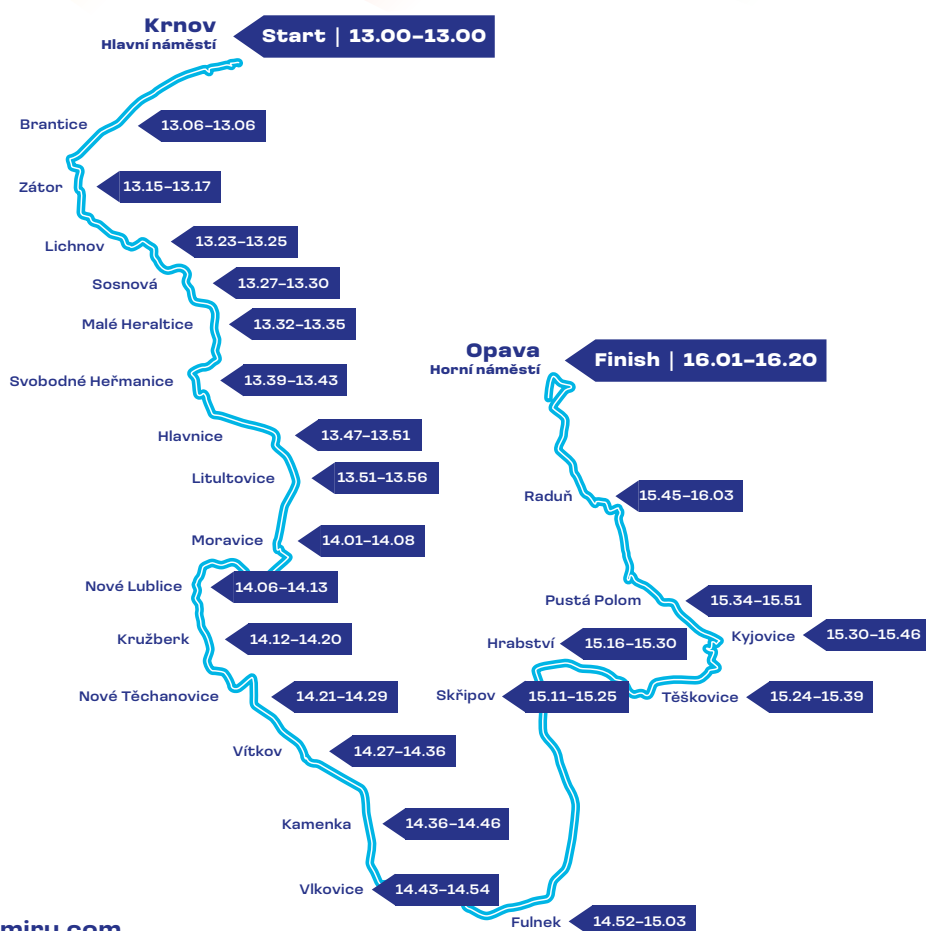 Krnov
Hlavní náměstí
Start | 13.00–13.00
Brantice
13.06–13.06
Zátor
13.15–13.17
Lichnov
13.23–13.25
Sosnová
13.27–13.30
Malé Heraltice
13.32–13.35
Svobodné Heřmanice
13.39–13.43
Hlavnice
13.47–13.51
Litultovice
13.51–13.56
Moravice
14.01–14.08
Nové Lublice
14.06–14.13
Kružberk
14.12–14.20
Nové Těchanovice
14.21–14.29
Vítkov
14.27–14.36
Kamenka
14.36–14.46
Vlkovice
14.43–14.54
Fulnek
14.52–15.03
Skřipov
15.11–15.25
Hrabství
15.16–15.30
Těškovice
15.24–15.39
Kyjovice
15.30–15.46
Pustá Polom
15.34–15.51
Raduň
15.45–16.03
Opava
Horní náměstí
Finish | 16.01–16.20
miru.com